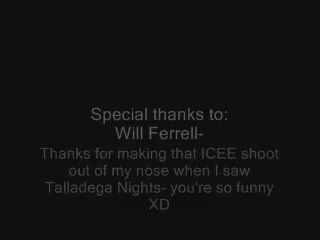 Special thanks to:
Will Ferrell-
Thanks for making that ICEE shoot
out of my nose when I saw
Talladega Nights- you're so funny
XD